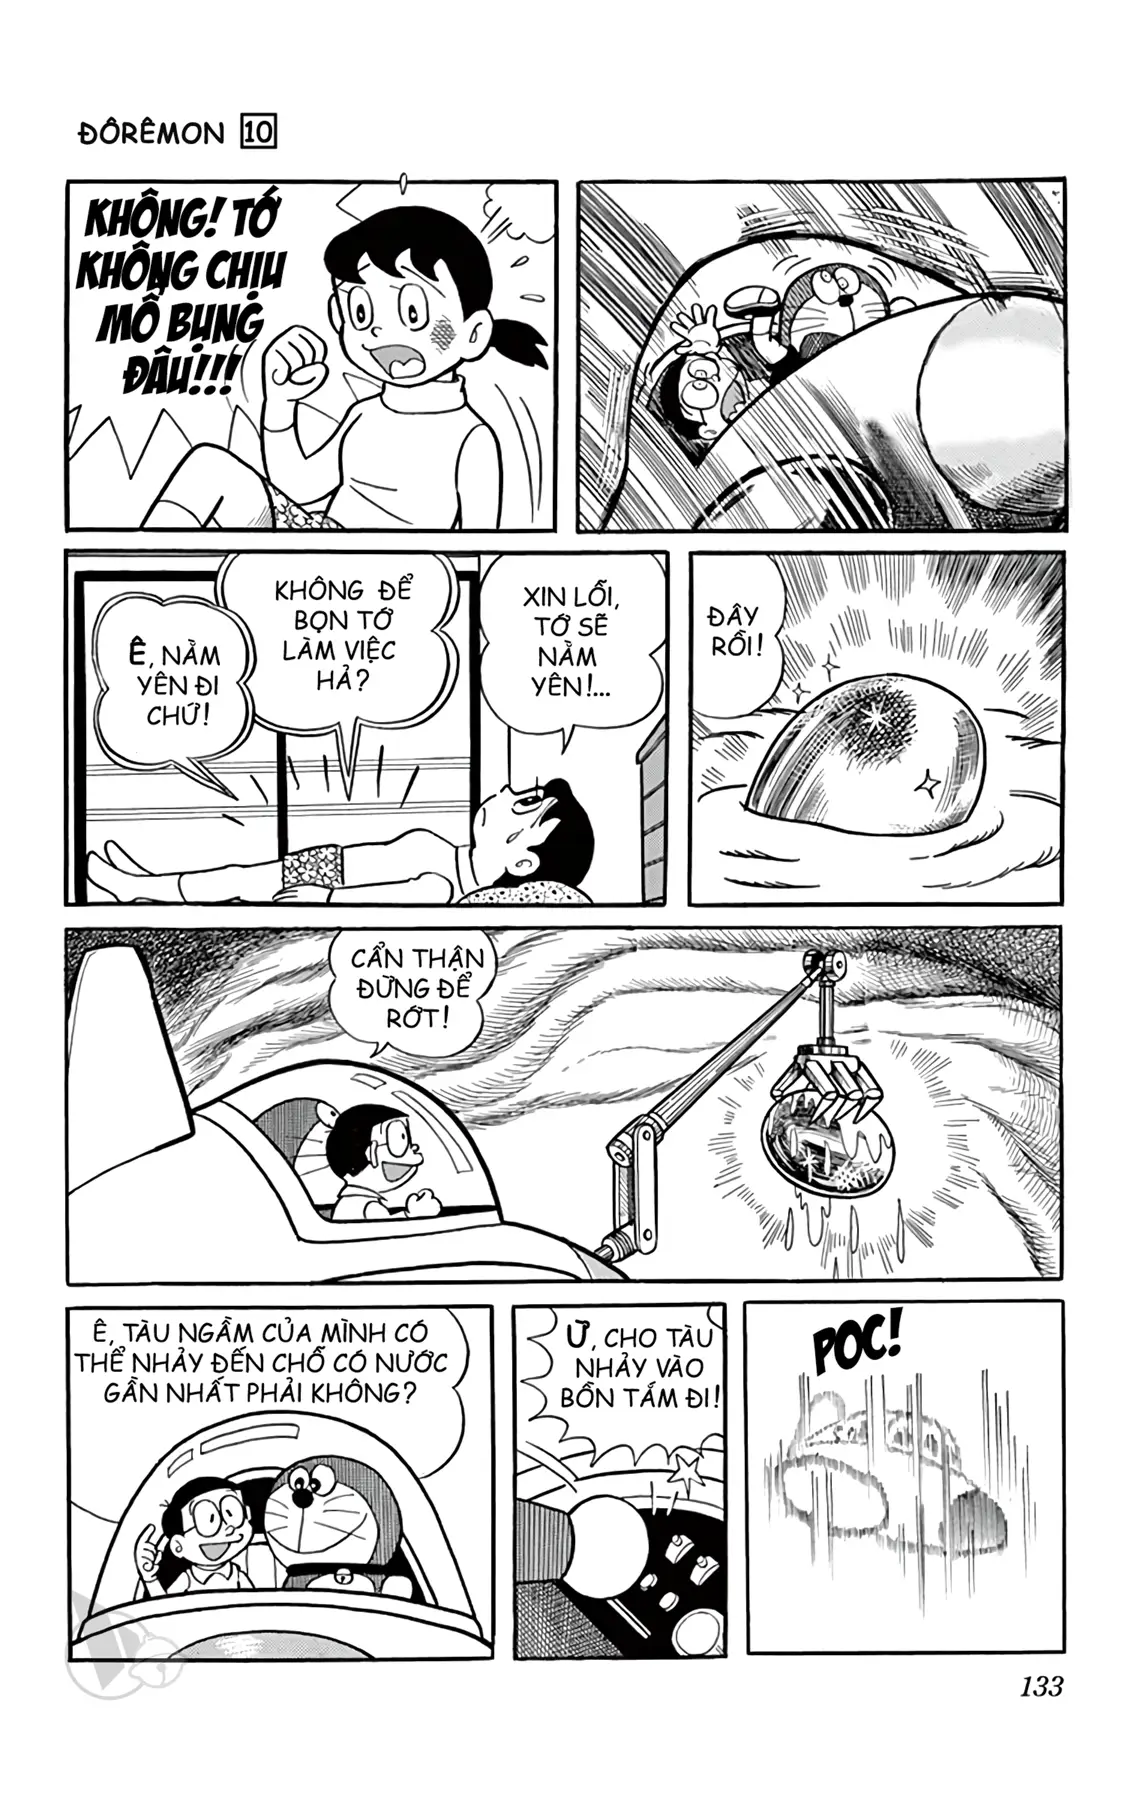 ĐÔRÊMON 10
KHÔNG! TỚ
KHÔNG CHỊU
MỔ BỤNG
ĐÂU!!!
Ê, NẰM
YÊN ĐI
CHỨ!
KHÔNG ĐỂ
BỌN TỚ
LÀM VIỆC
HẢ?
XIN LỖI,
TỚ SẼ
NẰM
YÊN!...
ĐÂY
RỒI!
CẨN THẬN
ĐỪNG ĐỂ
RỚT!
Ê, TÀU NGẦM CỦA MÌNH CÓ
THỂ NHẢY ĐẾN CHỖ CÓ NƯỚC
GẦN NHẤT PHẢI KHÔNG?
Ừ, CHO TÀU
NHẢY VÀO
BỒN TẮM ĐI!
POC!
133